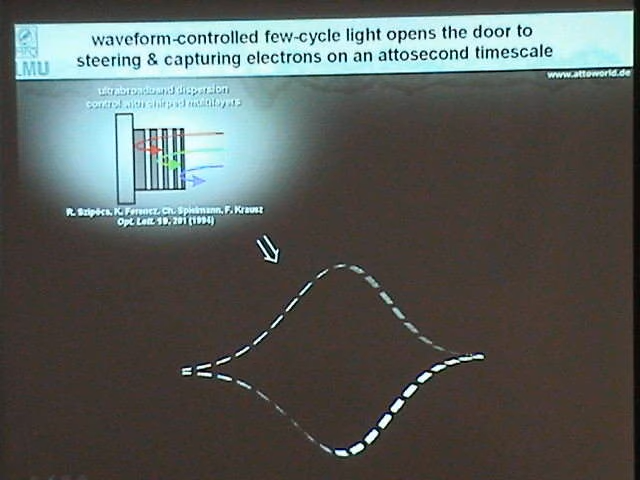 waveform-controlled few-cycle light opens the door to
steering & capturing electrons on an attosecond timescale
LMU
www.attoworld.de
ultrabroadband dispersion
control with chirped multilayers
R. Szipöcs, K. Ferencz, Ch. Spielmann, F. Krausz
Opt. Lett. 19, 201 (1994)